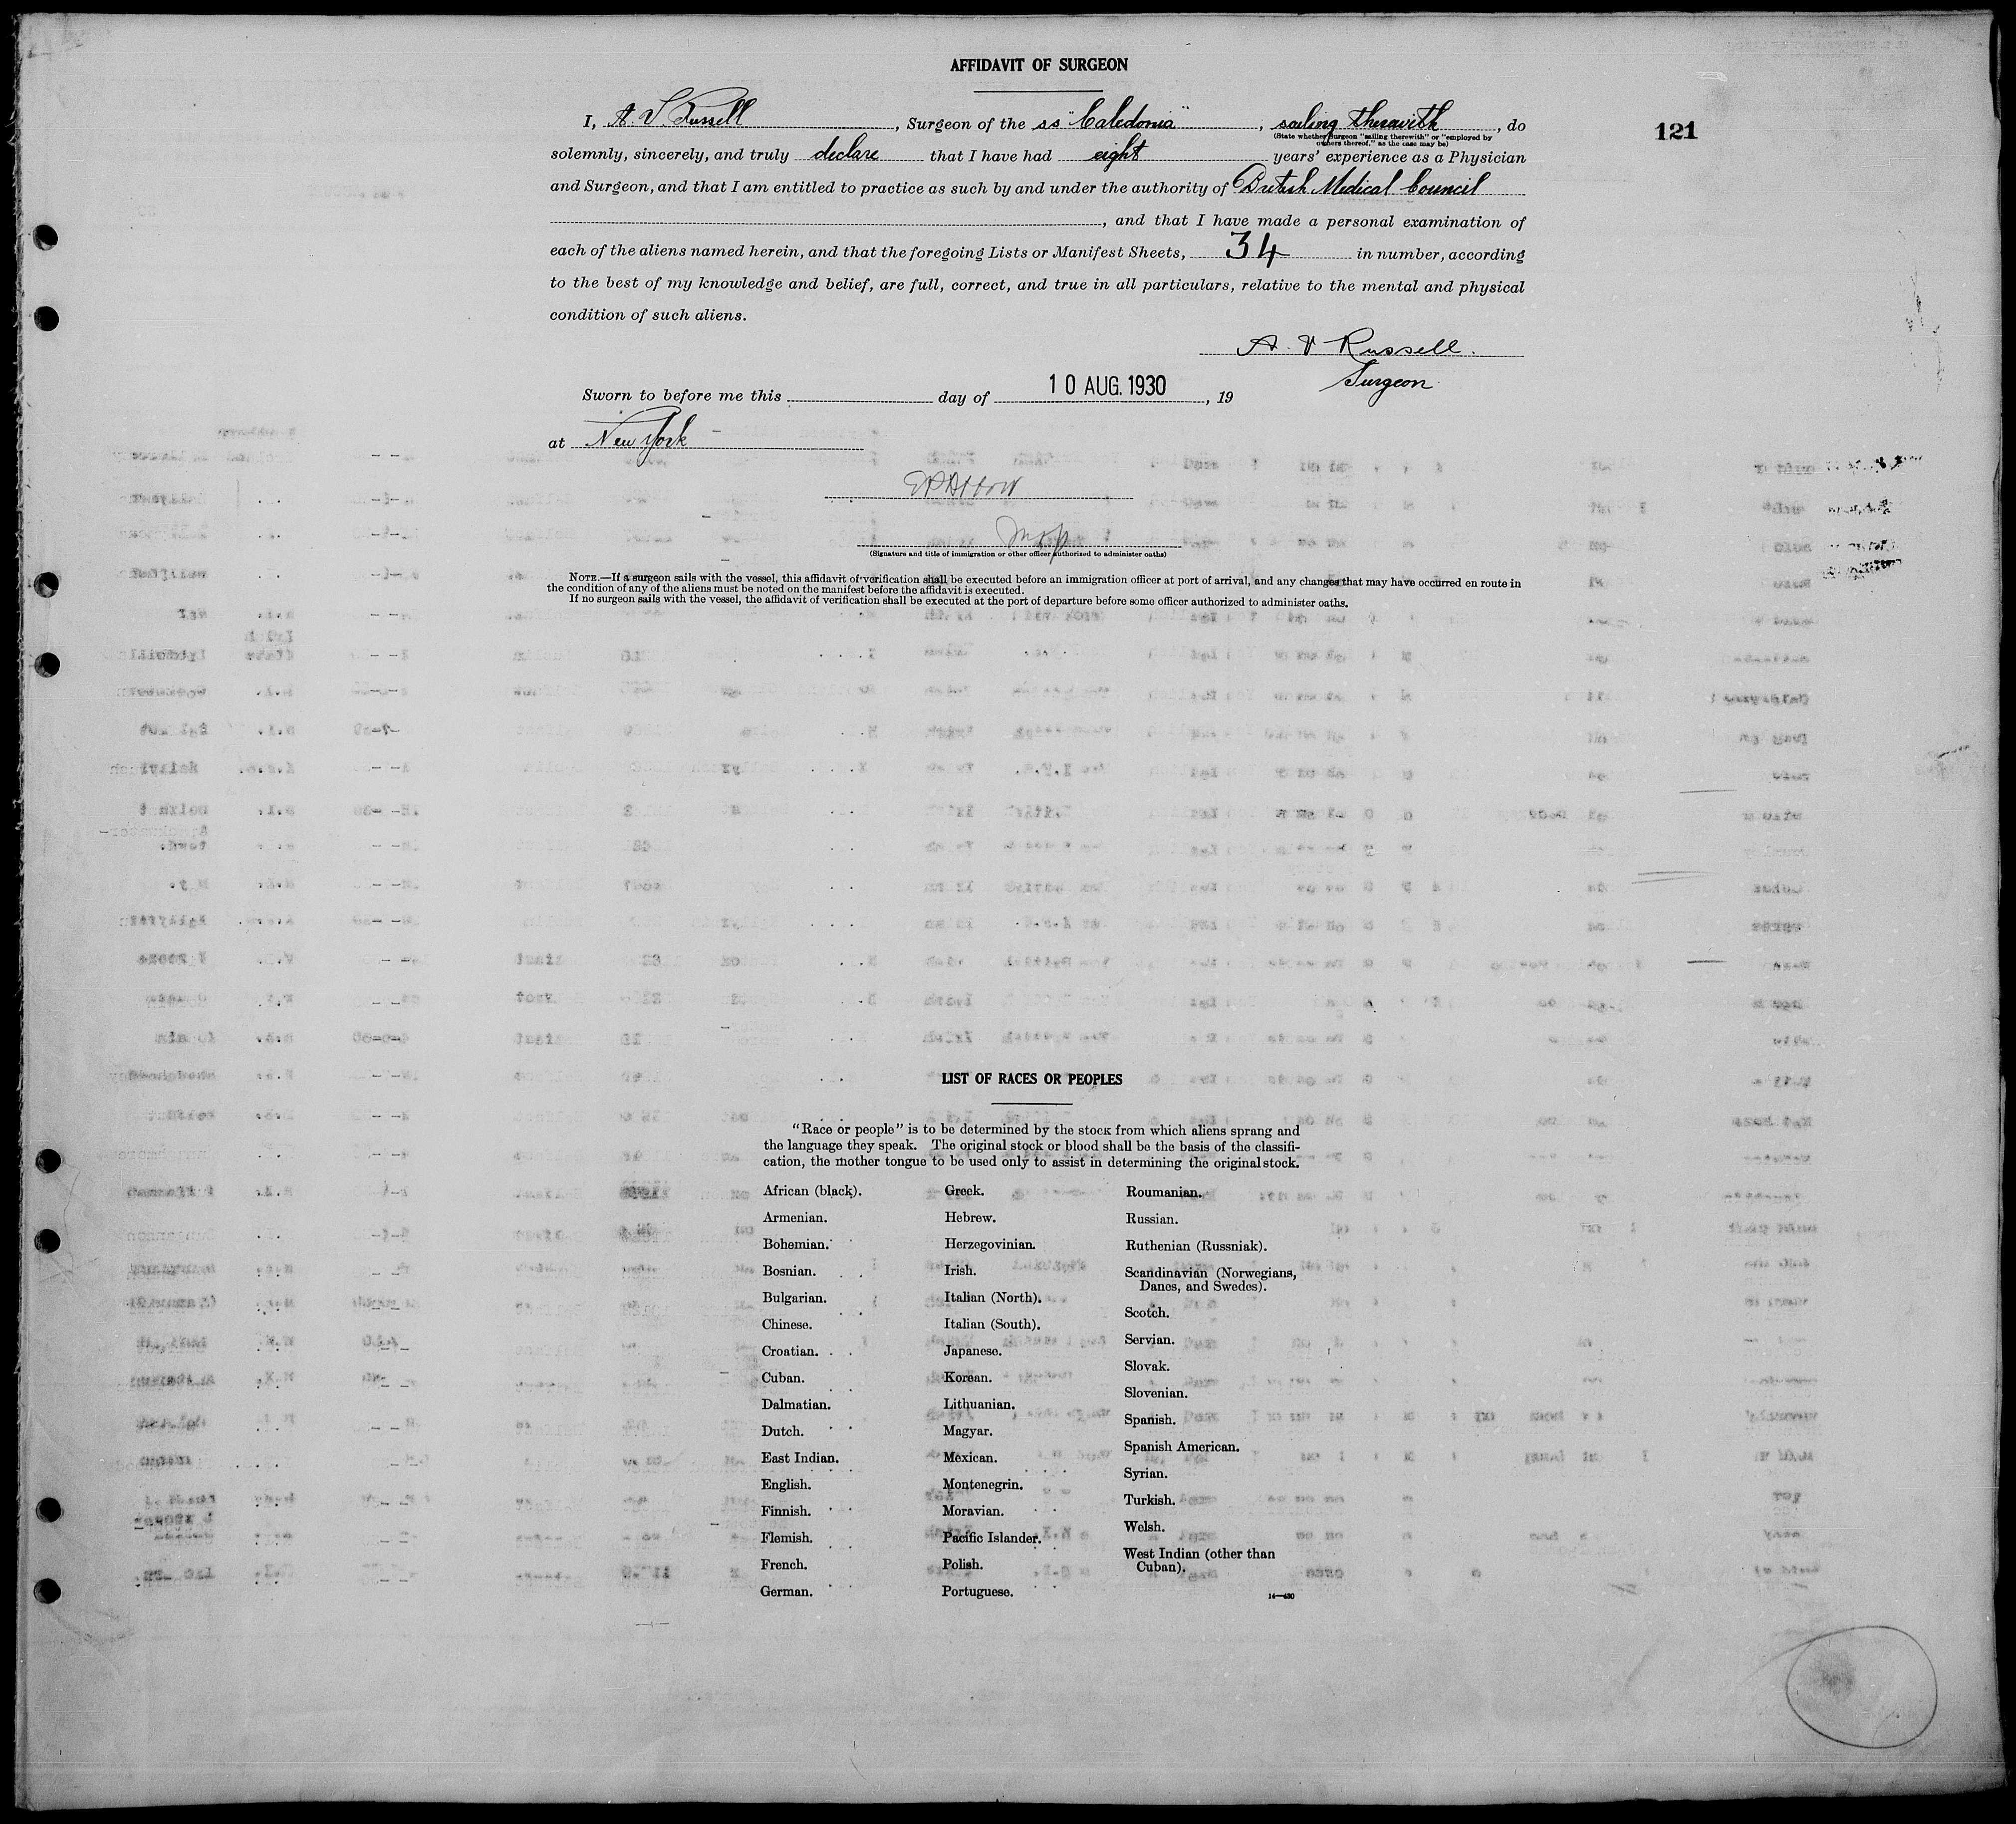 AFFIDAVIT OF SURGEON
I, A. V. Russell, Surgeon of the ss "Caledonia", sailing therewith, do
121
(State whether Surgeon "sailing therewith" or "employed by
owners thereof," as the case may be)
solemnly, sincerely, and truly declare that I have had eight years' experience as a Physician
and Surgeon, and that I am entitled to practice as such by and under the authority of British Medical Council
, and that I have made a personal examination of
each of the aliens named herein, and that the foregoing Lists or Manifest Sheets, 34 in number, according
to the best of my knowledge and belief, are full, correct, and true in all particulars, relative to the mental and physical
condition of such aliens.
A. V Russell.
Surgeon
Sworn to before me this day of 10 AUG. 1930, 19
at New York
(Signature and title of immigration or other officer authorized to administer oaths)
NOTE.—If a surgeon sails with the vessel, this affidavit of verification shall be executed before an immigration officer at port of arrival, and any changes that may have occurred en route in
the condition of any of the aliens must be noted on the manifest before the affidavit is executed.
If no surgeon sails with the vessel, the affidavit of verification shall be executed at the port of departure before some officer authorized to administer oaths.
LIST OF RACES OR PEOPLES
"Race or people" is to be determined by the stock from which aliens sprang and
the language they speak. The original stock or blood shall be the basis of the classifi-
cation, the mother tongue to be used only to assist in determining the original stock.
African (black).
Armenian.
Bohemian.
Bosnian.
Bulgarian.
Chinese.
Croatian.
Cuban.
Dalmatian.
Dutch.
East Indian.
English.
Finnish.
Flemish.
French.
German.
Greek.
Hebrew.
Herzegovinian.
Irish.
Italian (North).
Italian (South).
Japanese.
Korean.
Lithuanian.
Magyar.
Mexican.
Montenegrin.
Moravian.
Pacific Islander.
Polish.
Portuguese.
Roumanian.
Russian.
Ruthenian (Russniak).
Scandinavian (Norwegians,
Danes, and Swedes).
Scotch.
Servian.
Slovak.
Slovenian.
Spanish.
Spanish American.
Syrian.
Turkish.
Welsh.
West Indian (other than
Cuban).
14—430